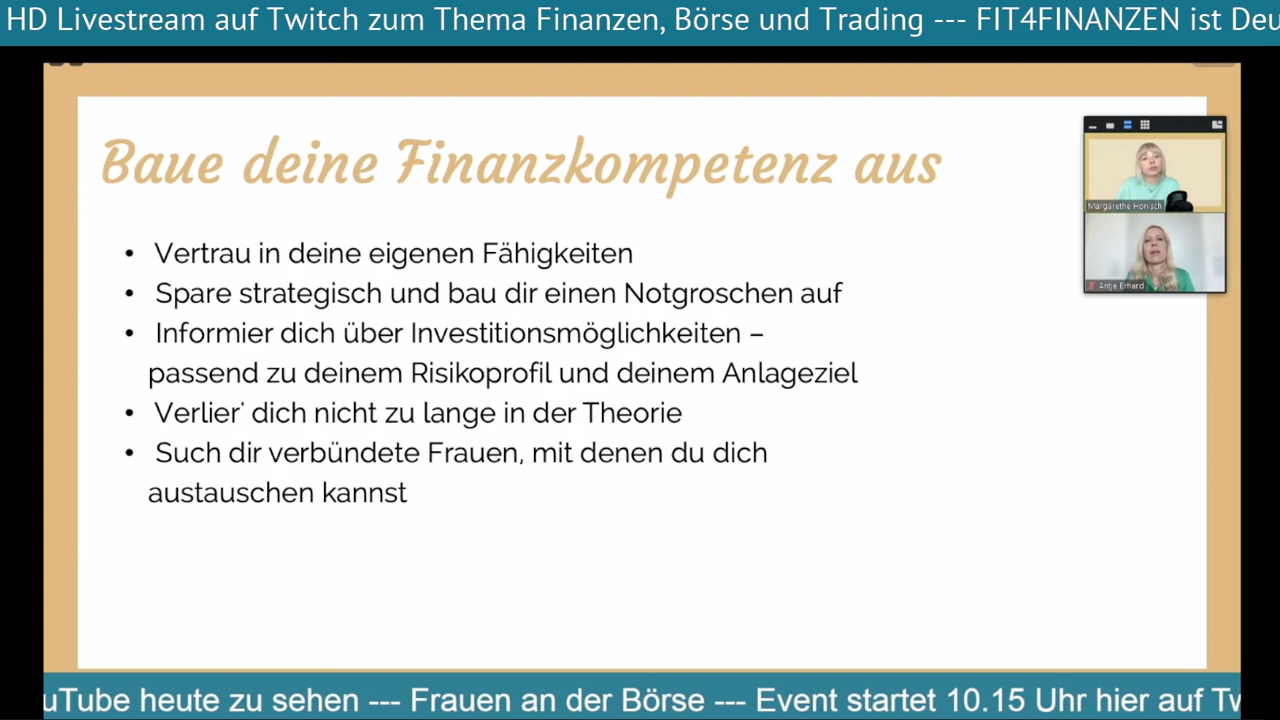 HD Livestream auf Twitch zum Thema Finanzen, Börse und Trading --- FIT4FINANZEN ist Deu
Baue deine Finanzkompetenz aus
Margarethe Honisch
Antje Erhard
• Vertrau in deine eigenen Fähigkeiten
• Spare strategisch und bau dir einen Notgroschen auf
• Informier dich über Investitionsmöglichkeiten –
passend zu deinem Risikoprofil und deinem Anlageziel
• Verlier' dich nicht zu lange in der Theorie
• Such dir verbündete Frauen, mit denen du dich
austauschen kannst
uTube heute zu sehen --- Frauen an der Börse --- Event startet 10.15 Uhr hier auf Tw